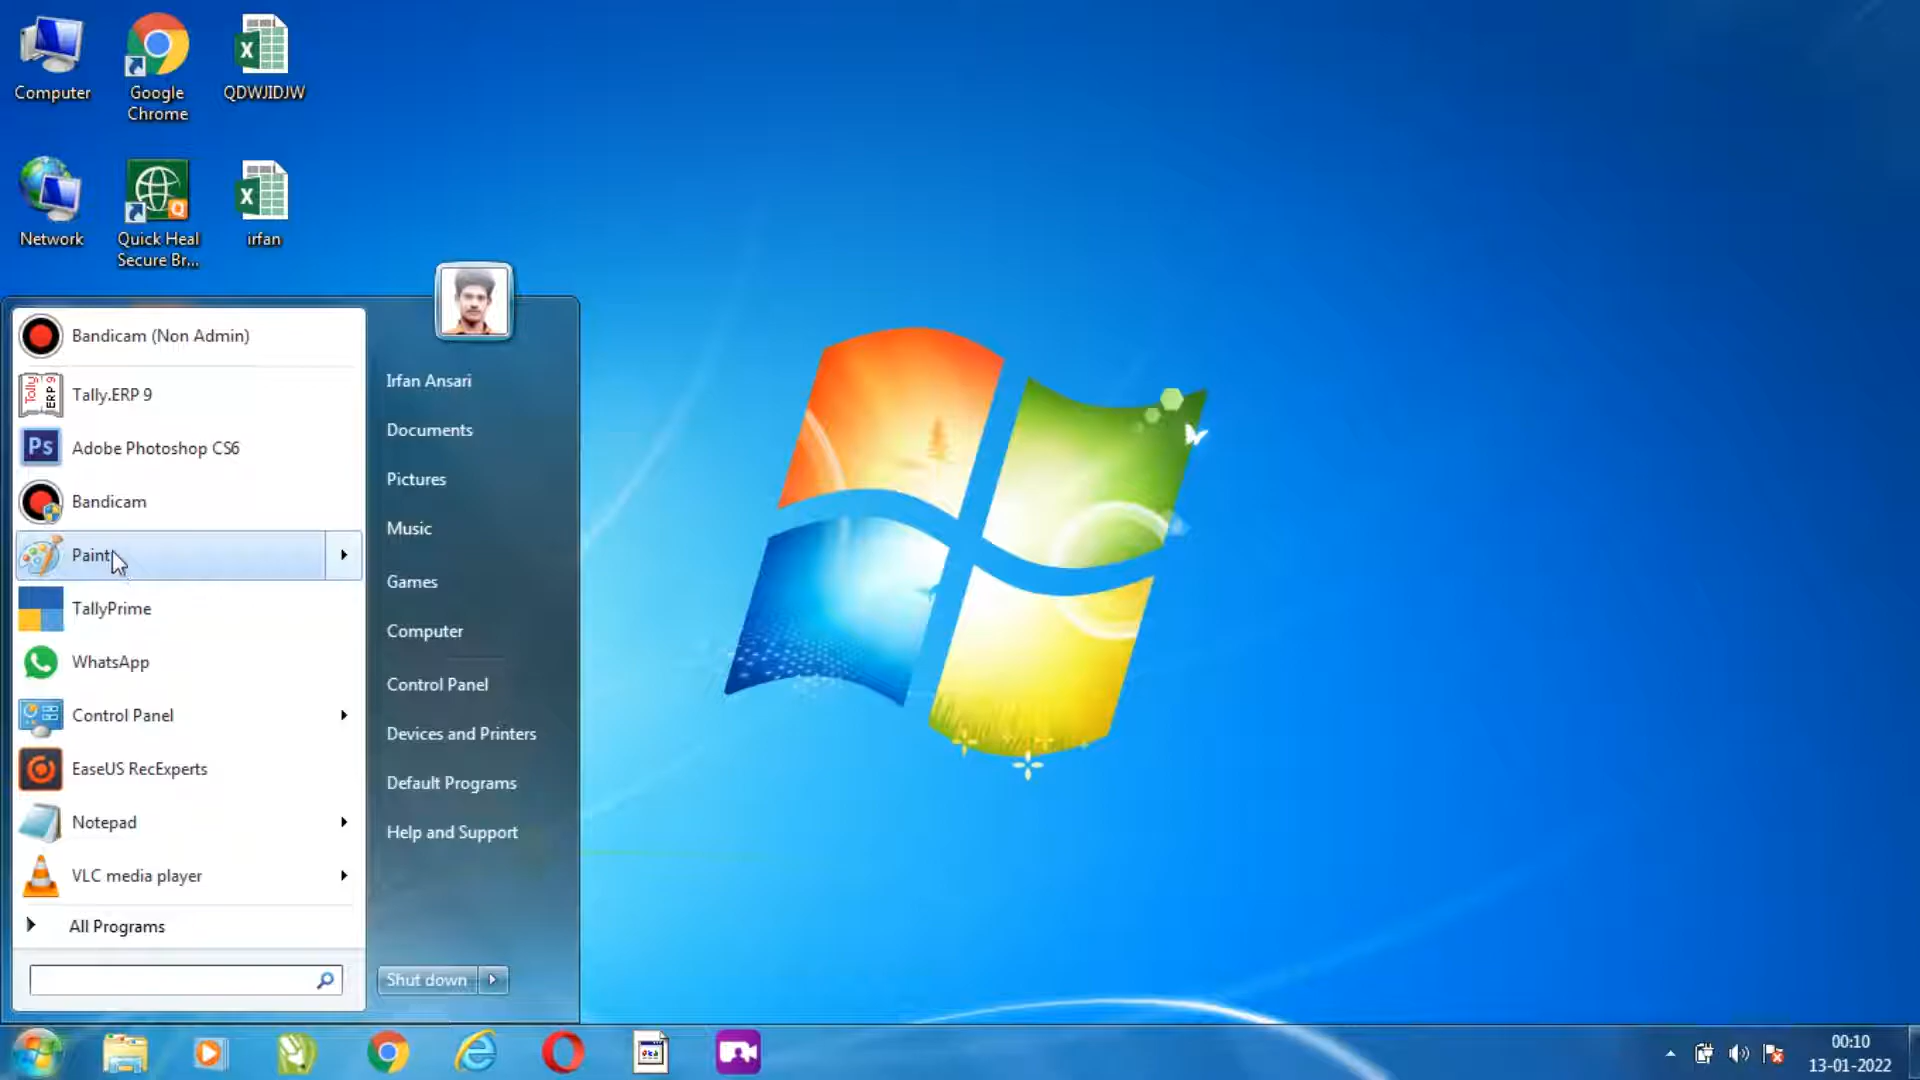 Computer
Google
Chrome
QDWJIDJW
Network
Quick Heal
Secure Br...
irfan
Bandicam (Non Admin)
Tally.ERP 9
Adobe Photoshop CS6
Bandicam
Paint
TallyPrime
WhatsApp
Control Panel
EaseUS RecExperts
Notepad
VLC media player
All Programs
Irfan Ansari
Documents
Pictures
Music
Games
Computer
Control Panel
Devices and Printers
Default Programs
Help and Support
Shut down
00:10
13-01-2022